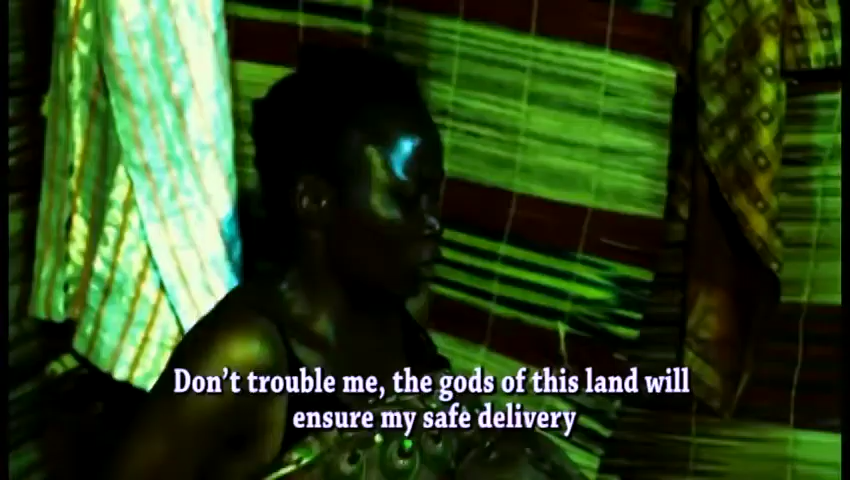 Don't trouble me, the gods of this land will
ensure my safe delivery